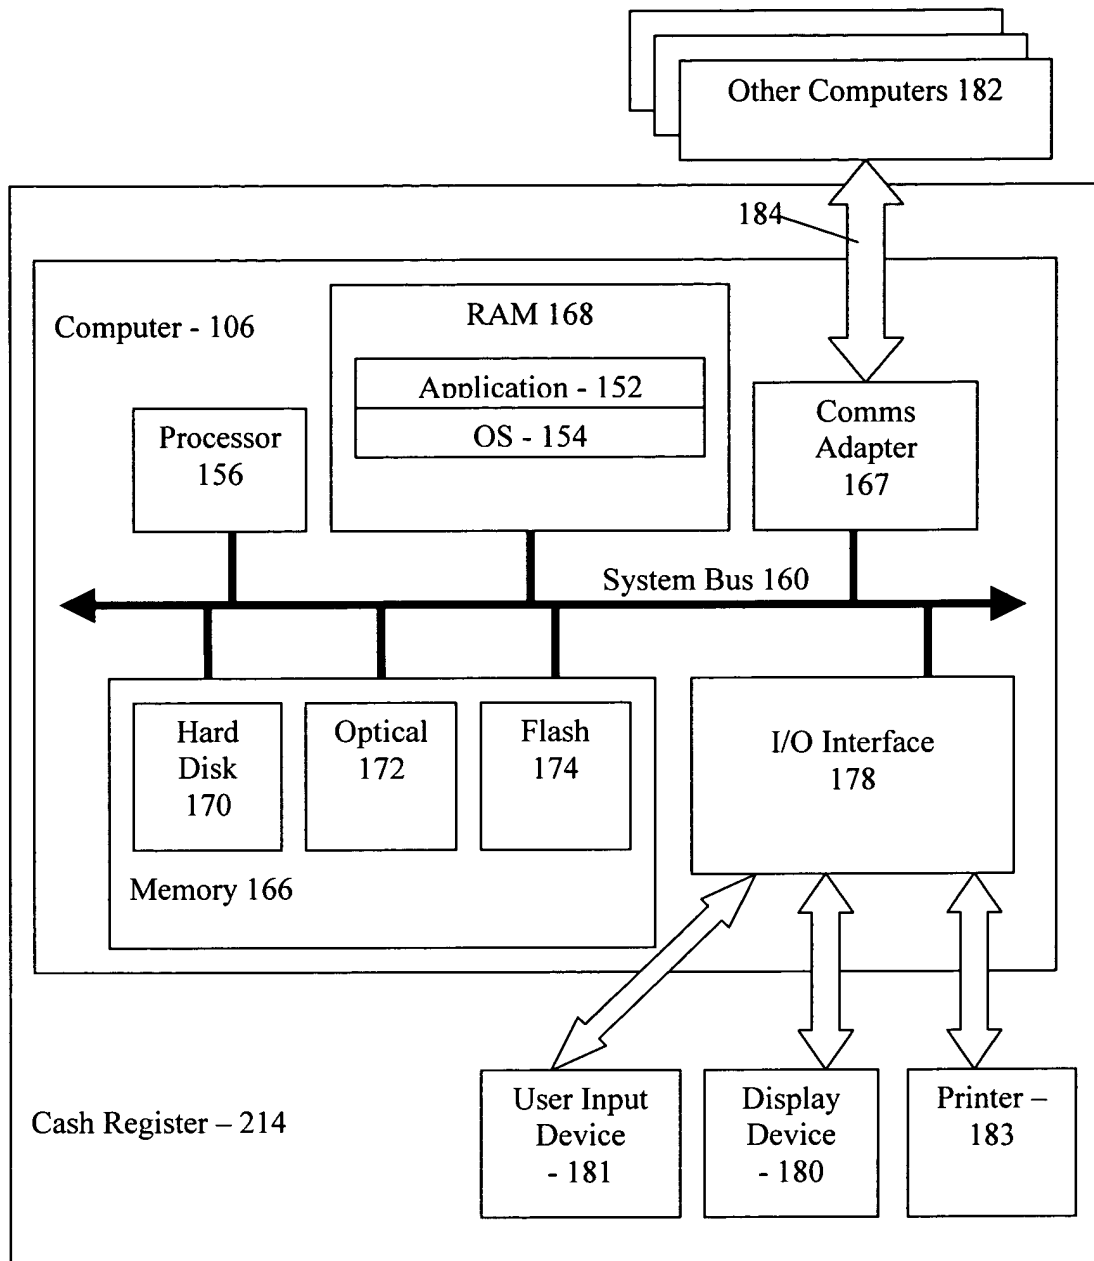 Other Computers 182
184
Computer - 106
RAM 168
Application - 152
OS - 154
Processor
156
Comms
Adapter
167
System Bus 160
Hard
Disk
170
Optical
172
Flash
174
Memory 166
I/O Interface
178
Cash Register – 214
User Input
Device
- 181
Display
Device
- 180
Printer –
183